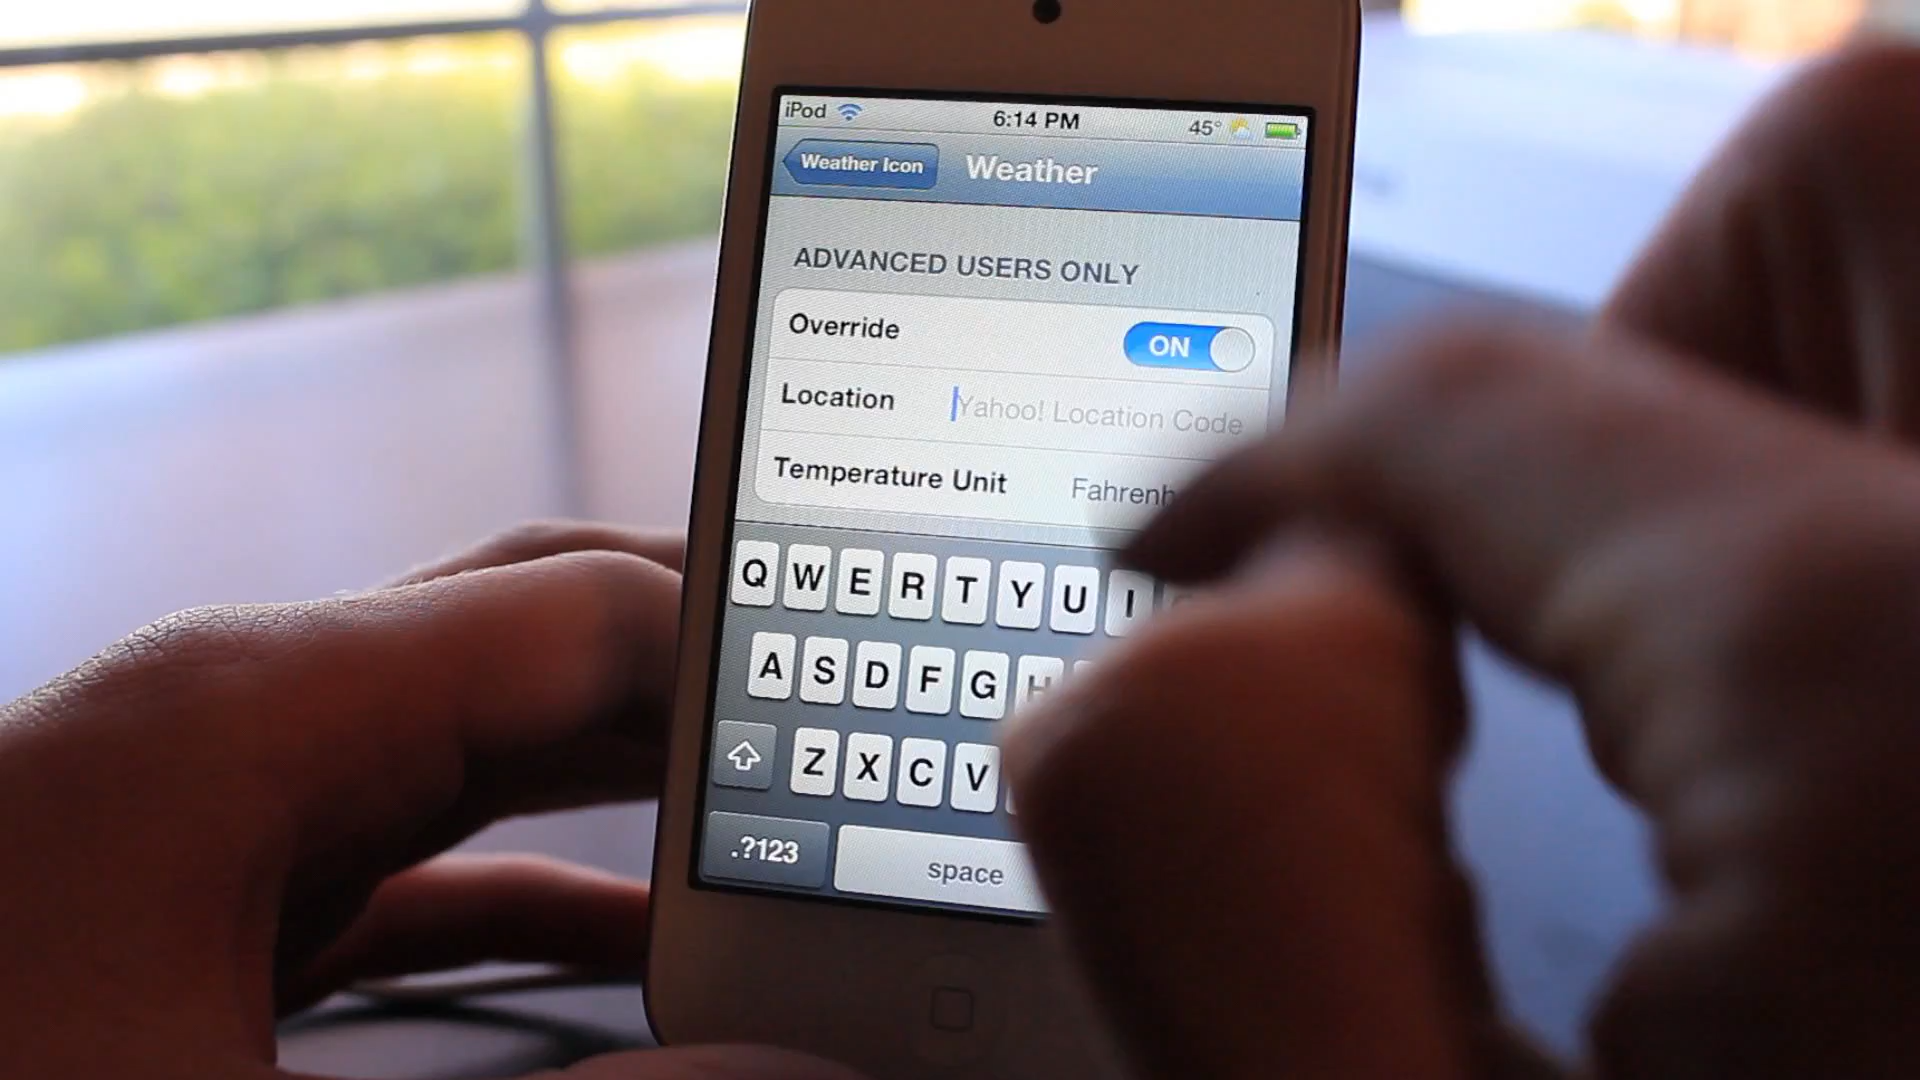 iPod 6:14 PM 45°
Weather Icon Weather
ADVANCED USERS ONLY
Override ON
Location Yahoo! Location Code
Temperature Unit
Q W E R T Y U I
A S D F G H
Z X C V
.?123 space